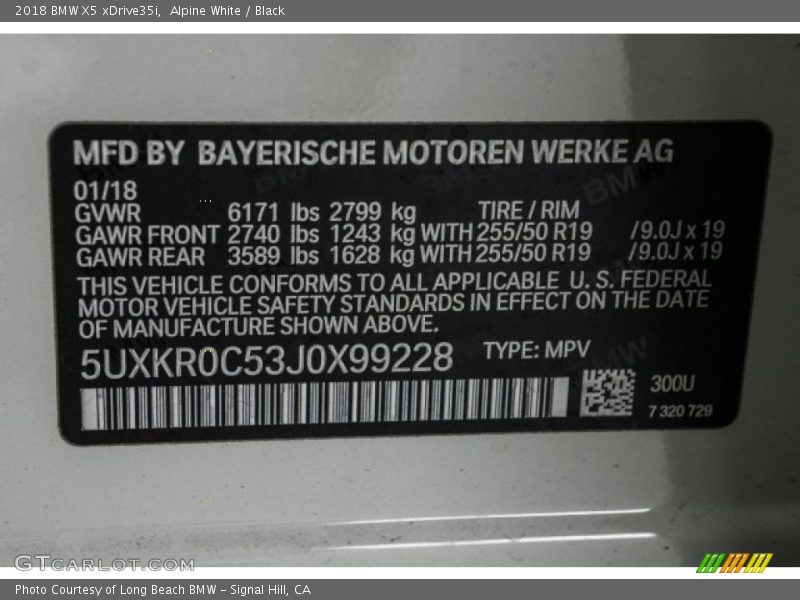 2018 BMW X5 xDrive35i, Alpine White / Black
MFD BY BAYERISCHE MOTOREN WERKE AG
01/18
GVWR 6171 lbs 2799 kg TIRE / RIM
GAWR FRONT 2740 lbs 1243 kg WITH 255/50 R19 /9.0J x 19
GAWR REAR 3589 lbs 1628 kg WITH 255/50 R19 /9.0J x 19
THIS VEHICLE CONFORMS TO ALL APPLICABLE U. S. FEDERAL
MOTOR VEHICLE SAFETY STANDARDS IN EFFECT ON THE DATE
OF MANUFACTURE SHOWN ABOVE.
5UXKR0C53J0X99228 TYPE: MPV
300U
7 320 729
GTCARLOT.COM
Photo Courtesy of Long Beach BMW - Signal Hill, CA